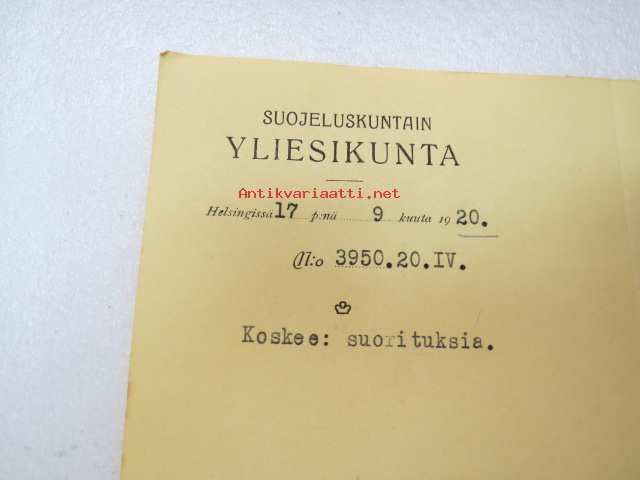 SUOJELUSKUNTAIN
YLIESIKUNTA
Antikvariaatti.net
Helsingissä 17 p:nä 9 kuuta 1920.
N:o 3950.20.IV.
Koskee: suorituksia.